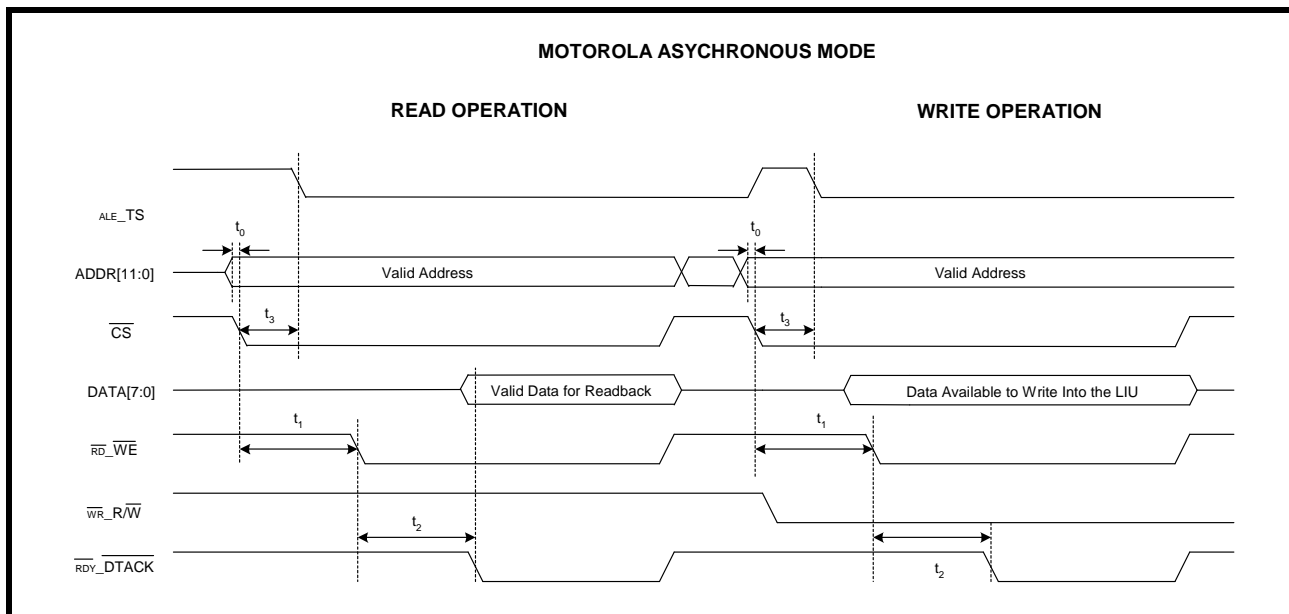 MOTOROLA ASYCHRONOUS MODE
READ OPERATION
WRITE OPERATION
ALE_TS
t0
t0
ADDR[11:0]
Valid Address
Valid Address
CS
t3
t3
DATA[7:0]
Valid Data for Readback
Data Available to Write Into the LIU
RD_WE
t1
t1
WR_R/W
t2
RDY_DTACK
t2